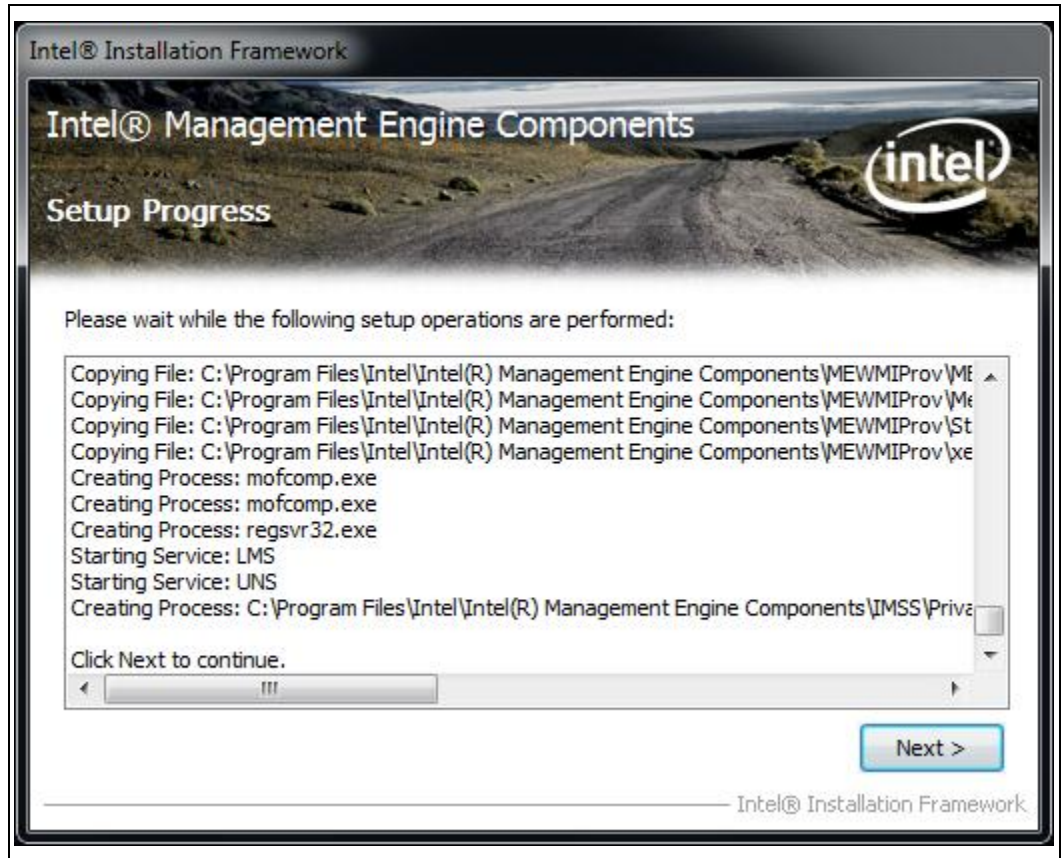 Intel® Installation Framework
Intel® Management Engine Components
intel
Setup Progress
Please wait while the following setup operations are performed:
Copying File: C:\Program Files\Intel\Intel(R) Management Engine Components\MEWMIProv\ME
Copying File: C:\Program Files\Intel\Intel(R) Management Engine Components\MEWMIProv\Me
Copying File: C:\Program Files\Intel\Intel(R) Management Engine Components\MEWMIProv\St
Copying File: C:\Program Files\Intel\Intel(R) Management Engine Components\MEWMIProv\xe
Creating Process: mofcomp.exe
Creating Process: mofcomp.exe
Creating Process: regsvr32.exe
Starting Service: LMS
Starting Service: UNS
Creating Process: C:\Program Files\Intel\Intel(R) Management Engine Components\IMSS\Priva
Click Next to continue.
Next >
Intel® Installation Framework